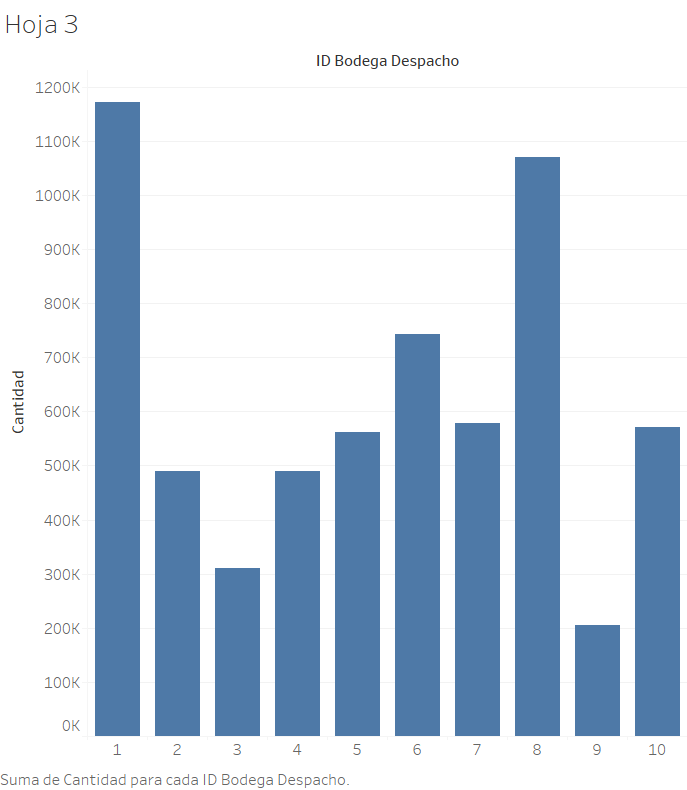 Hoja 3
ID Bodega Despacho
1200K
1100K
1000K
900K
800K
700K
600K
500K
400K
300K
200K
100K
0K
Cantidad
1 2 3 4 5 6 7 8 9 10
Suma de Cantidad para cada ID Bodega Despacho.